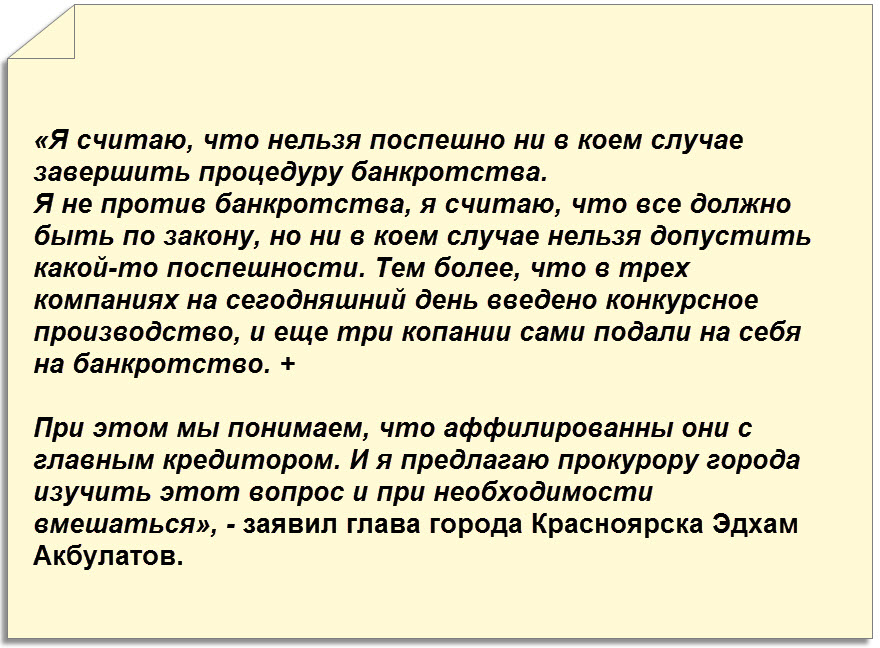 «Я считаю, что нельзя поспешно ни в коем случае
завершить процедуру банкротства.
Я не против банкротства, я считаю, что все должно
быть по закону, но ни в коем случае нельзя допустить
какой-то поспешности. Тем более, что в трех
компаниях на сегодняшний день введено конкурсное
производство, и еще три копании сами подали на себя
на банкротство. +
При этом мы понимаем, что аффилированны они с
главным кредитором. И я предлагаю прокурору города
изучить этот вопрос и при необходимости
вмешаться», - заявил глава города Красноярска Эдхам
Акбулатов.